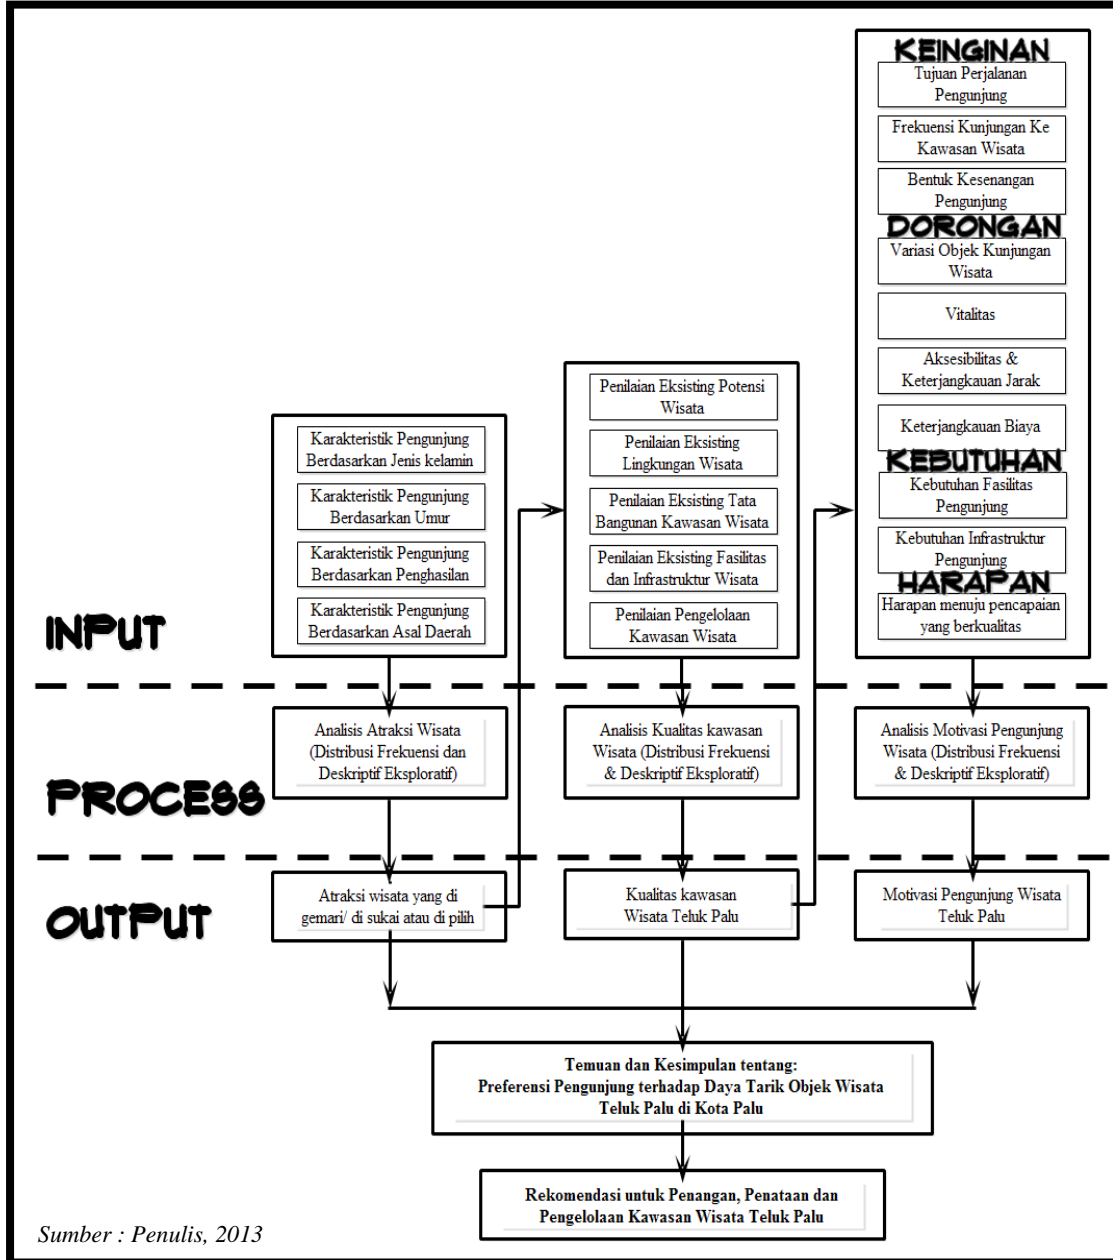 KEINGINAN
Tujuan Perjalanan
Pengunjung
Frekuensi Kunjungan Ke
Kawasan Wisata
Bentuk Kesenangan
Pengunjung
DORONGAN
Variasi Objek Kunjungan
Wisata
Vitalitas
Aksesibilitas &
Keterjangkauan Jarak
Keterjangkauan Biaya
KEBUTUHAN
Kebutuhan Fasilitas
Pengunjung
Kebutuhan Infrastruktur
Pengunjung
HARAPAN
Harapan menuju pencapaian
yang berkualitas
Penilaian Eksisting Potensi
Wisata
Penilaian Eksisting
Lingkungan Wisata
Penilaian Eksisting Tata
Bangunan Kawasan Wisata
Penilaian Eksisting Fasilitas
dan Infrastruktur Wisata
Penilaian Pengelolaan
Kawasan Wisata
Karakteristik Pengunjung
Berdasarkan Jenis kelamin
Karakteristik Pengunjung
Berdasarkan Umur
Karakteristik Pengunjung
Berdasarkan Penghasilan
Karakteristik Pengunjung
Berdasarkan Asal Daerah
INPUT
Analisis Atraksi Wisata
(Distribusi Frekuensi dan
Deskriptif Eksploratif)
Analisis Kualitas kawasan
Wisata (Distribusi Frekuensi
& Deskriptif Eksploratif)
Analisis Motivasi Pengunjung
Wisata (Distribusi Frekuensi
& Deskriptif Eksploratif)
PROCESS
Atraksi wisata yang di
gemari/ di sukai atau di pilih
Kualitas kawasan
Wisata Teluk Palu
Motivasi Pengunjung Wisata
Teluk Palu
OUTPUT
Temuan dan Kesimpulan tentang:
Preferensi Pengunjung terhadap Daya Tarik Objek Wisata
Teluk Palu di Kota Palu
Rekomendasi untuk Penangan, Penataan dan
Pengelolaan Kawasan Wisata Teluk Palu
Sumber : Penulis, 2013